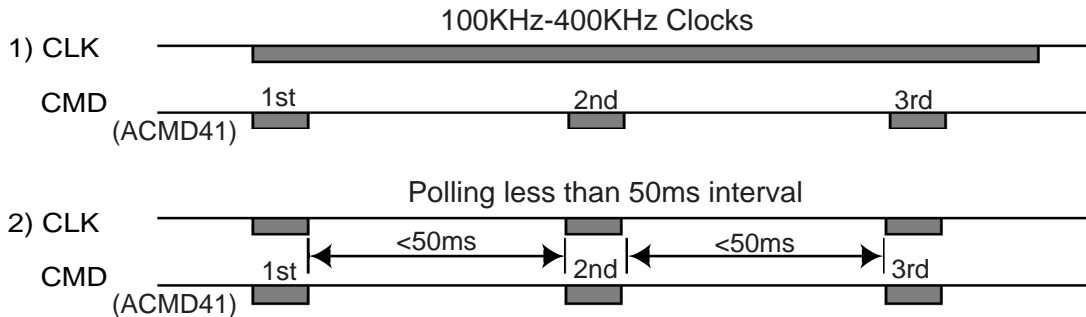 100KHz-400KHz Clocks
1) CLK
CMD 1st 2nd 3rd
(ACMD41)
Polling less than 50ms interval
2) CLK
<50ms <50ms
CMD 1st 2nd 3rd
(ACMD41)